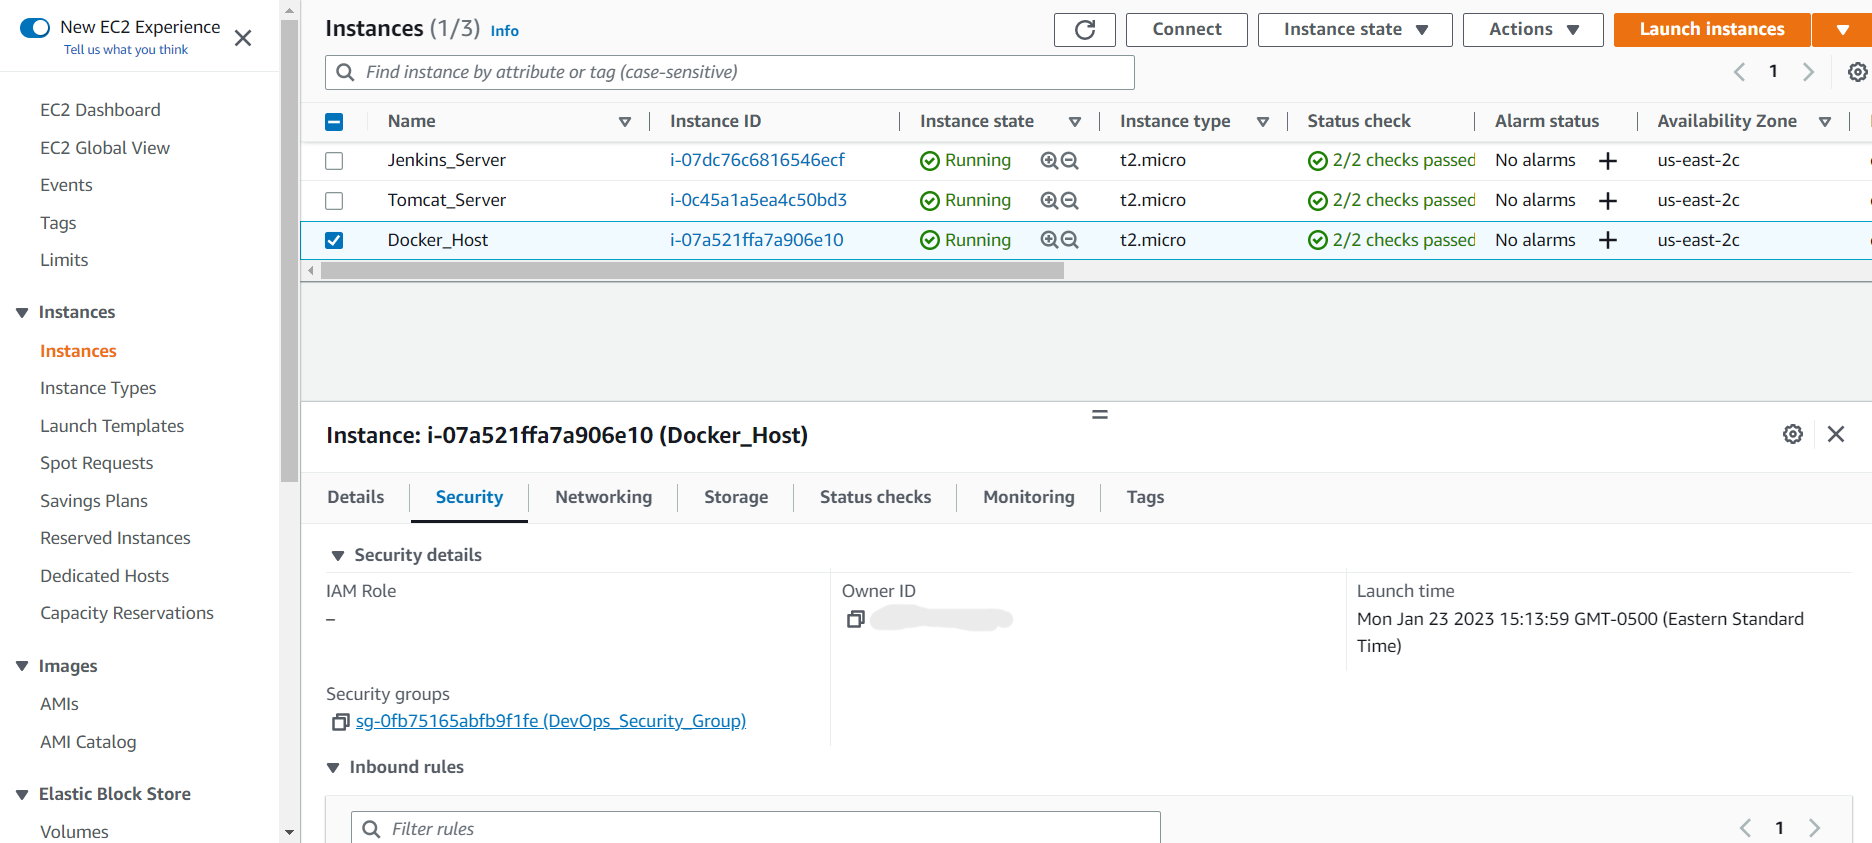 New EC2 Experience
Tell us what you think
EC2 Dashboard
EC2 Global View
Events
Tags
Limits
Instances
Instances
Instance Types
Launch Templates
Spot Requests
Savings Plans
Reserved Instances
Dedicated Hosts
Capacity Reservations
Images
AMIs
AMI Catalog
Elastic Block Store
Volumes
Instances (1/3) Info
Connect Instance state Actions Launch instances
Find instance by attribute or tag (case-sensitive)
1
Name Instance ID Instance state Instance type Status check Alarm status Availability Zone
Jenkins_Server i-07dc76c6816546ecf Running t2.micro 2/2 checks passed No alarms + us-east-2c
Tomcat_Server i-0c45a1a5ea4c50bd3 Running t2.micro 2/2 checks passed No alarms + us-east-2c
Docker_Host i-07a521ffa7a906e10 Running t2.micro 2/2 checks passed No alarms + us-east-2c
Instance: i-07a521ffa7a906e10 (Docker_Host)
Details Security Networking Storage Status checks Monitoring Tags
Security details
IAM Role
–
Owner ID
Launch time
Mon Jan 23 2023 15:13:59 GMT-0500 (Eastern Standard
Time)
Security groups
sg-0fb75165abfb9f1fe (DevOps_Security_Group)
Inbound rules
Filter rules
1